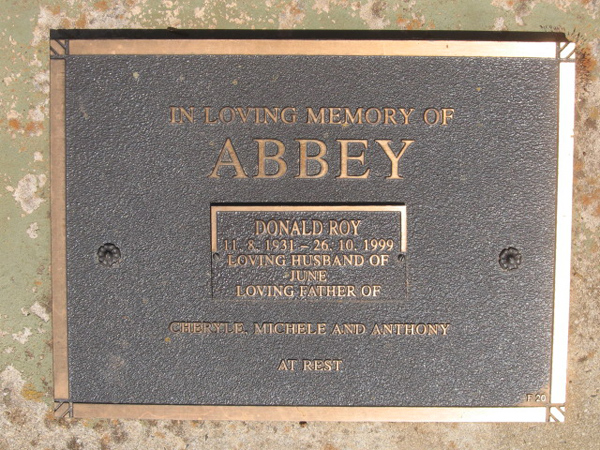 IN LOVING MEMORY OF
ABBEY
DONALD ROY
11. 8. 1931 - 26. 10. 1999
LOVING HUSBAND OF
JUNE
LOVING FATHER OF
CHERYLE, MICHELE AND ANTHONY
AT REST
F 20